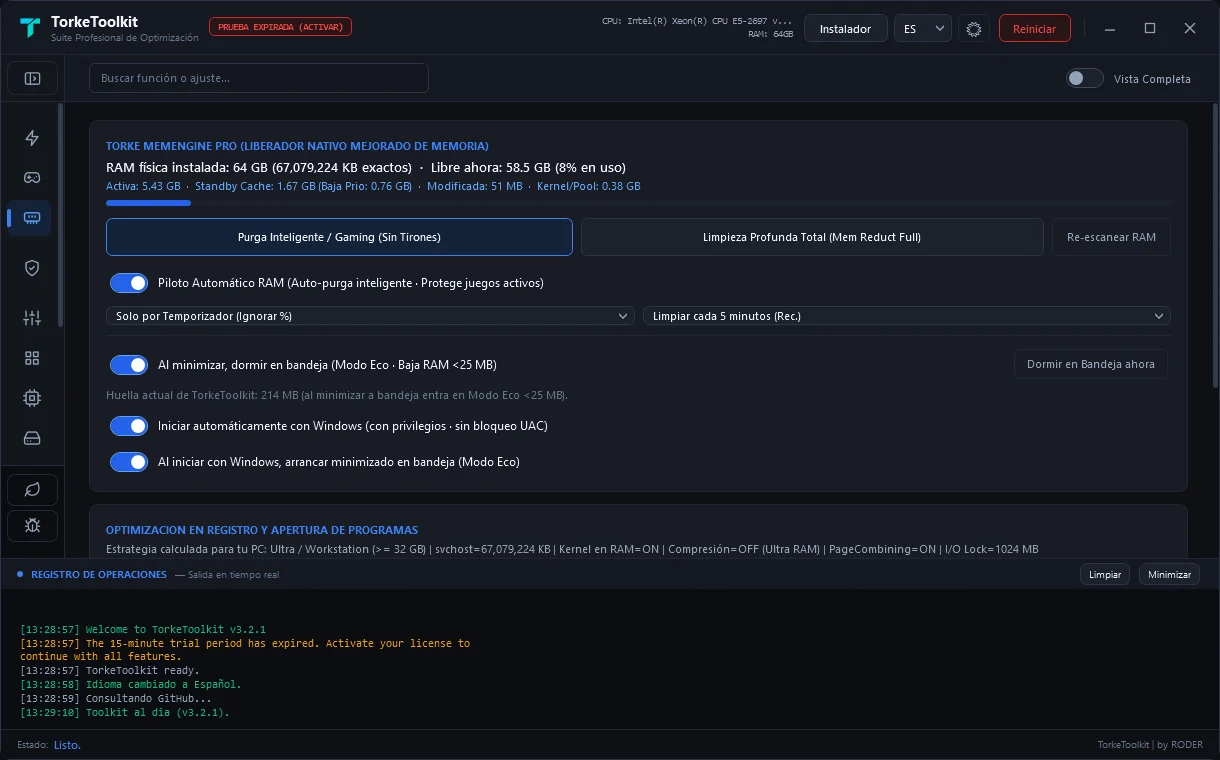 TorkeToolkit
Suite Profesional de Optimización
PRUEBA EXPIRADA (ACTIVAR)
CPU: Intel(R) Xeon(R) CPU E5-2697 v...
RAM: 64GB
Instalador
ES
Reiniciar
Buscar función o ajuste...
Vista Completa
TORKE MEMENGINE PRO (LIBERADOR NATIVO MEJORADO DE MEMORIA)
RAM física instalada: 64 GB (67,079,224 KB exactos) · Libre ahora: 58.5 GB (8% en uso)
Activa: 5.43 GB · Standby Cache: 1.67 GB (Baja Prio: 0.76 GB) · Modificada: 51 MB · Kernel/Pool: 0.38 GB
Purga Inteligente / Gaming (Sin Tirones)
Limpieza Profunda Total (Mem Reduct Full)
Re-escanear RAM
Piloto Automático RAM (Auto-purga inteligente · Protege juegos activos)
Solo por Temporizador (Ignorar %)
Limpiar cada 5 minutos (Rec.)
Al minimizar, dormir en bandeja (Modo Eco · Baja RAM <25 MB)
Dormir en Bandeja ahora
Huella actual de TorkeToolkit: 214 MB (al minimizar a bandeja entra en Modo Eco <25 MB).
Iniciar automáticamente con Windows (con privilegios · sin bloqueo UAC)
Al iniciar con Windows, arrancar minimizado en bandeja (Modo Eco)
OPTIMIZACION EN REGISTRO Y APERTURA DE PROGRAMAS
Estrategia calculada para tu PC: Ultra / Workstation (>= 32 GB) | svchost=67,079,224 KB | Kernel en RAM=ON | Compresión=OFF (Ultra RAM) | PageCombining=ON | I/O Lock=1024 MB
REGISTRO DE OPERACIONES — Salida en tiempo real
Limpiar
Minimizar
[13:28:57] Welcome to TorkeToolkit v3.2.1
[13:28:57] The 15-minute trial period has expired. Activate your license to
continue with all features.
[13:28:57] TorkeToolkit ready.
[13:28:58] Idioma cambiado a Español.
[13:28:59] Consultando GitHub...
[13:29:10] Toolkit al dia (v3.2.1).
Estado: Listo.
TorkeToolkit | by RODER